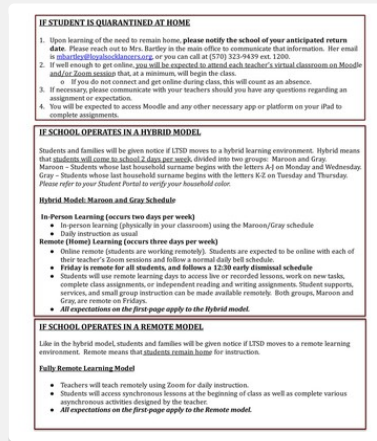 IF STUDENT IS QUARANTINED AT HOME
1. Upon learning of the need to remain home, please notify the school of your anticipated return
date. Please reach out to Mrs. Bartley in the main office to communicate that information. Her email
is mbartley@loyalsocklancers.org, or you can call at (570) 323-9439 ext. 1200.
2. If well enough to get online, you will be expected to attend each teacher's virtual classroom on Moodle
and/or Zoom session that, at a minimum, will begin the class.
o If you do not connect and get online during class, this will count as an absence.
3. If necessary, please communicate with your teachers should you have any questions regarding an
assignment or expectation.
4. You will be expected to access Moodle and any other necessary app or platform on your iPad to
complete assignments.
IF SCHOOL OPERATES IN A HYBRID MODEL
Students and families will be given notice if LTSD moves to a hybrid learning environment. Hybrid means
that students will come to school 2 days per week, divided into two groups: Maroon and Gray.
Maroon – Students whose last household surname begins with the letters A-J on Monday and Wednesday.
Gray – Students whose last household surname begins with the letters K-Z on Tuesday and Thursday.
Please refer to your Student Portal to verify your household color.
Hybrid Model: Maroon and Gray Schedule
In-Person Learning (occurs two days per week)
● In-person learning (physically in your classroom) using the Maroon/Gray schedule
● Daily instruction as usual
Remote (Home) Learning (occurs three days per week)
● Online remote (students are working remotely). Students are expected to be online with each of
their teacher's Zoom sessions and follow a normal daily bell schedule.
● Friday is remote for all students, and follows a 12:30 early dismissal schedule
● Students will use remote learning days to access live or recorded lessons, work on new tasks,
complete class assignments, or independent reading and writing assignments. Student supports,
services, and small group instruction can be made available remotely. Both groups, Maroon and
Gray, are remote on Fridays.
● All expectations on the first-page apply to the Hybrid model.
IF SCHOOL OPERATES IN A REMOTE MODEL
Like in the hybrid model, students and families will be given notice if LTSD moves to a remote learning
environment. Remote means that students remain home for instruction.
Fully Remote Learning Model
● Teachers will teach remotely using Zoom for daily instruction.
● Students will access synchronous lessons at the beginning of class as well as complete various
asynchronous activities designed by the teacher.
● All expectations on the first-page apply to the Remote model.